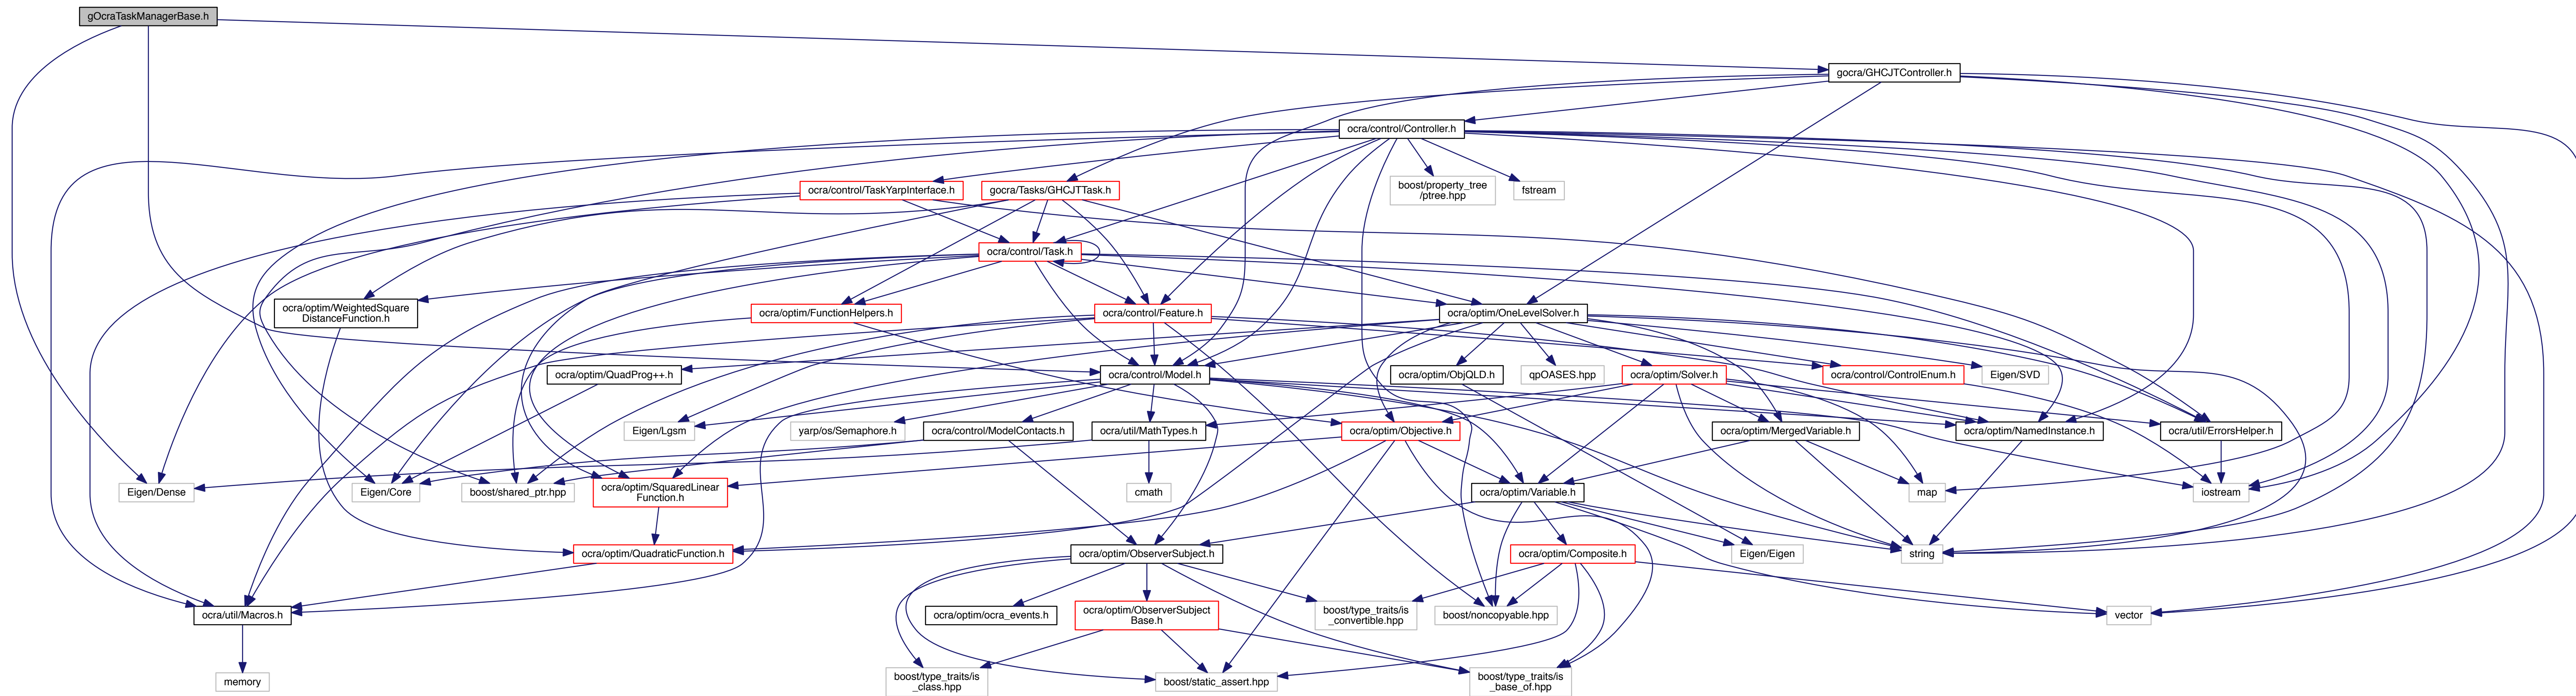 gOcraTaskManagerBase.h
gocra/GHCJTController.h
ocra/control/Controller.h
ocra/control/TaskYarpInterface.h
gocra/Tasks/GHCJTTask.h
boost/property_tree
/ptree.hpp
fstream
ocra/control/Task.h
ocra/optim/WeightedSquare
DistanceFunction.h
ocra/optim/FunctionHelpers.h
ocra/control/Feature.h
ocra/optim/OneLevelSolver.h
ocra/optim/QuadProg++.h
ocra/control/Model.h
ocra/optim/ObjQLD.h
qpOASES.hpp
ocra/optim/Solver.h
ocra/control/ControlEnum.h
Eigen/SVD
Eigen/Lgsm
yarp/os/Semaphore.h
ocra/control/ModelContacts.h
ocra/util/MathTypes.h
ocra/optim/Objective.h
ocra/optim/MergedVariable.h
ocra/optim/NamedInstance.h
ocra/util/ErrorsHelper.h
Eigen/Dense
Eigen/Core
boost/shared_ptr.hpp
ocra/optim/SquaredLinear
Function.h
cmath
ocra/optim/Variable.h
map
iostream
ocra/optim/QuadraticFunction.h
ocra/optim/ObserverSubject.h
ocra/optim/Composite.h
Eigen/Eigen
string
ocra/util/Macros.h
ocra/optim/ocra_events.h
ocra/optim/ObserverSubject
Base.h
boost/type_traits/is
_convertible.hpp
boost/noncopyable.hpp
vector
memory
boost/type_traits/is
_class.hpp
boost/static_assert.hpp
boost/type_traits/is
_base_of.hpp